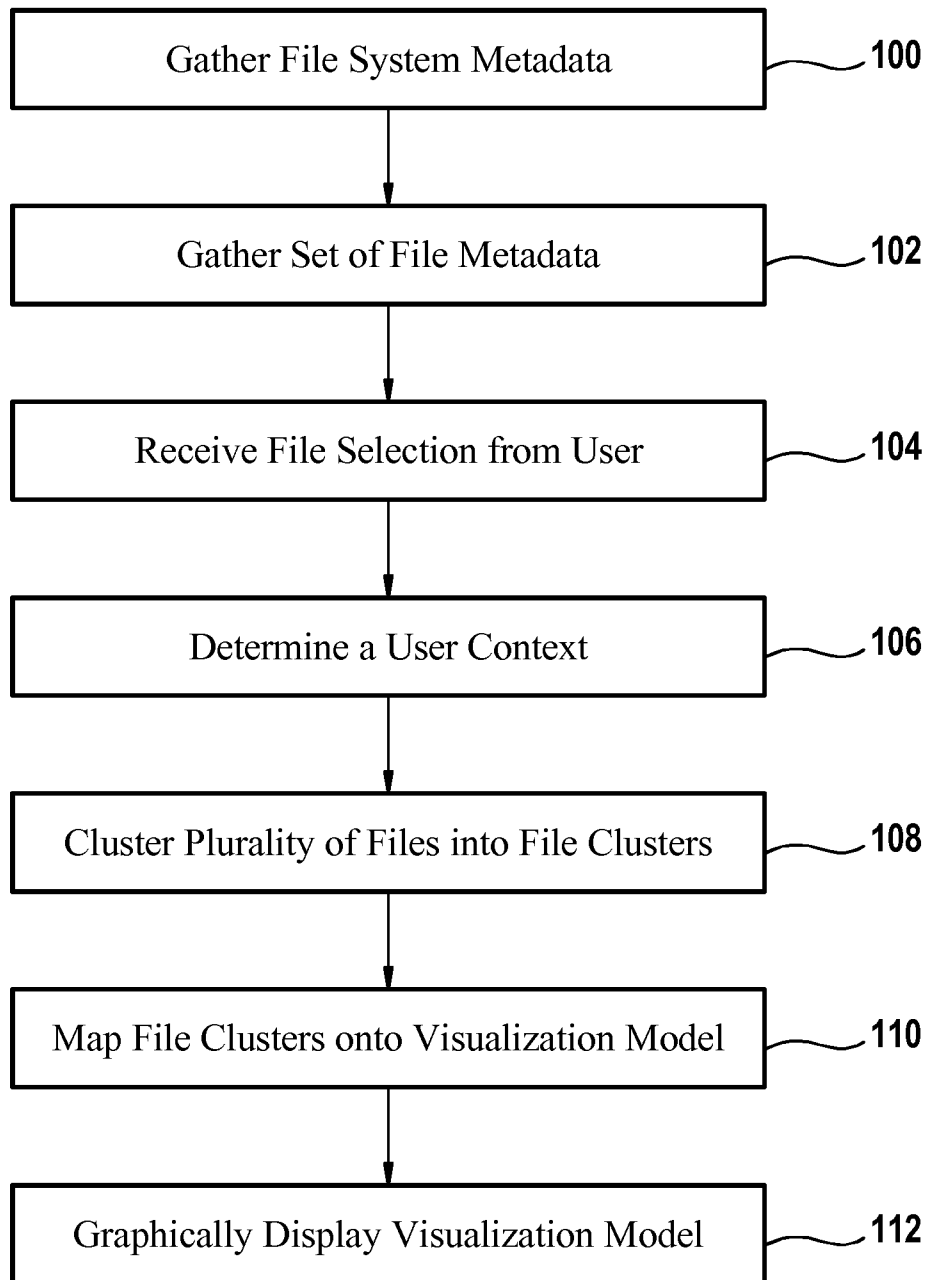 Gather File System Metadata 100
Gather Set of File Metadata 102
Receive File Selection from User 104
Determine a User Context 106
Cluster Plurality of Files into File Clusters 108
Map File Clusters onto Visualization Model 110
Graphically Display Visualization Model 112